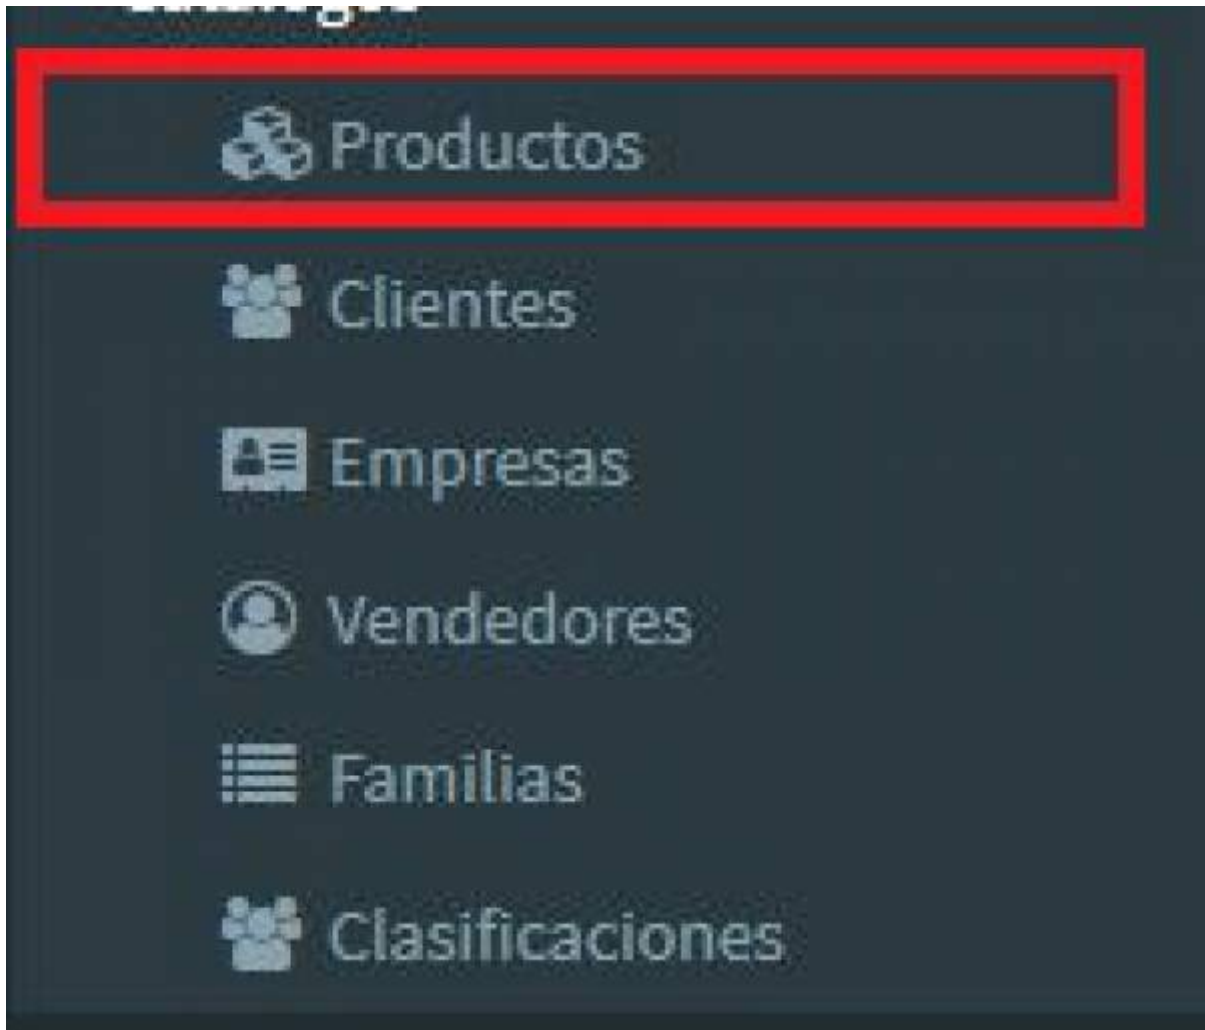 Productos
Clientes
Empresas
Vendedores
Familias
Clasificaciones